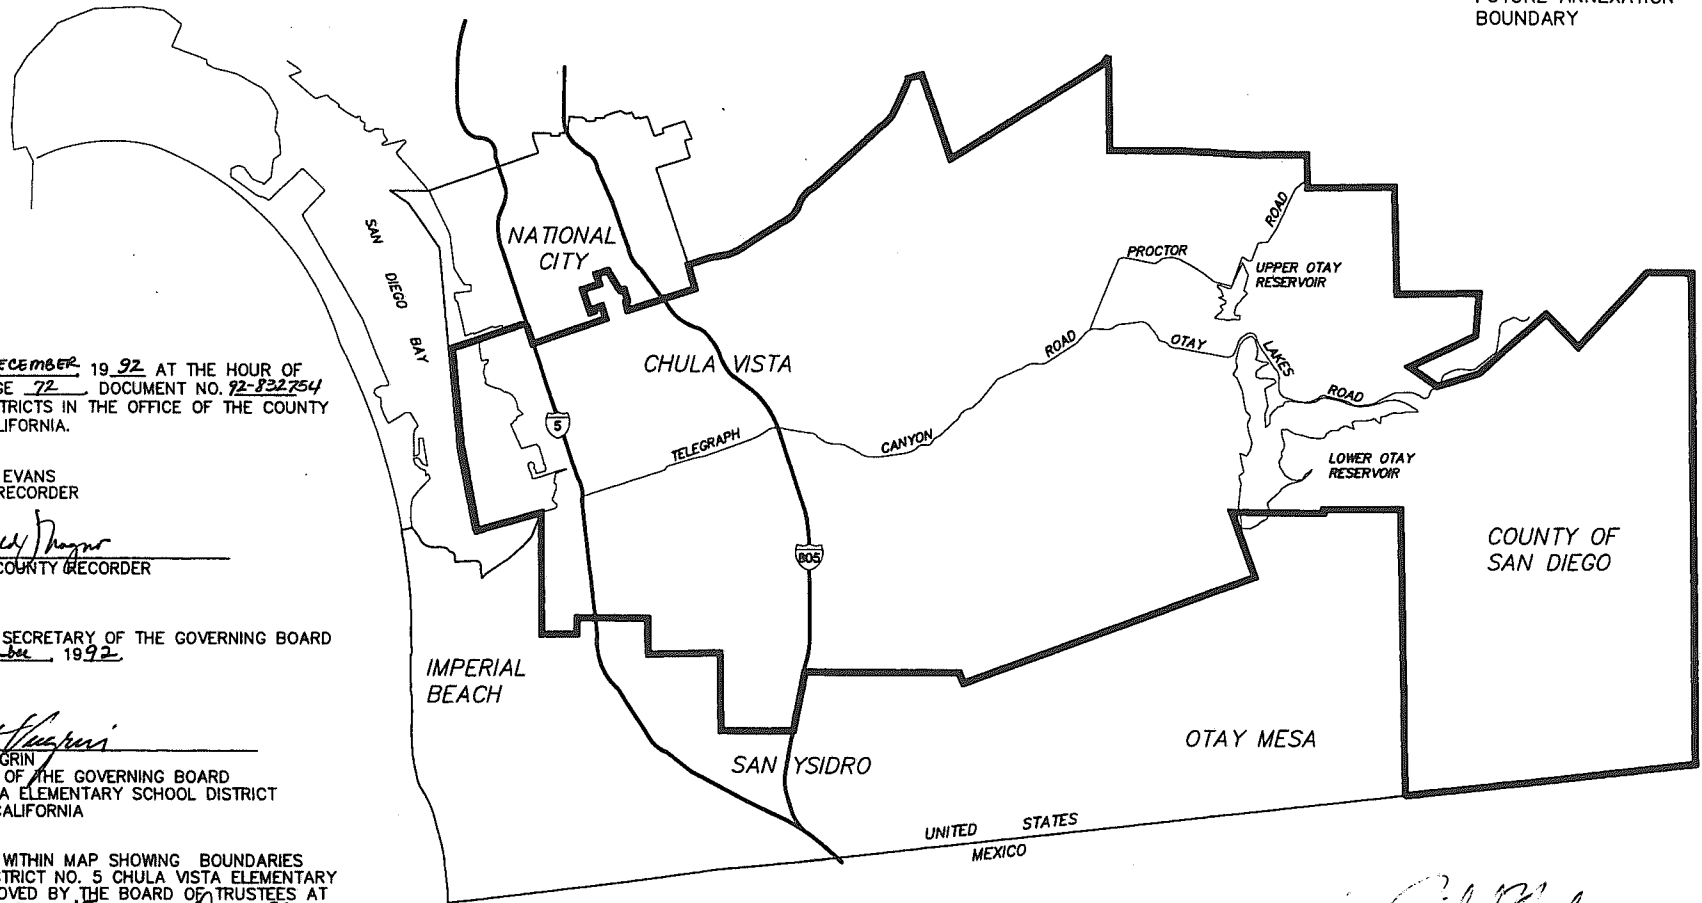 FUTURE ANNEXATION
BOUNDARY
SAN DIEGO BAY
NATIONAL
CITY
PROCTOR
ROAD
UPPER OTAY
RESERVOIR
CHULA VISTA
ROAD
OTAY
LAKES
ROAD
5
TELEGRAPH
CANYON
LOWER OTAY
RESERVOIR
805
COUNTY OF
SAN DIEGO
IMPERIAL
BEACH
SAN YSIDRO
OTAY MESA
UNITED STATES
MEXICO
DECEMBER 1992 AT THE HOUR OF
GE 72 DOCUMENT NO. 92-832754
TRICTS IN THE OFFICE OF THE COUNTY
LIFORNIA.
EVANS
RECORDER
COUNTY RECORDER
SECRETARY OF THE GOVERNING BOARD
1992.
GRIN
OF THE GOVERNING BOARD
A ELEMENTARY SCHOOL DISTRICT
CALIFORNIA
WITHIN MAP SHOWING BOUNDARIES
TRICT NO. 5 CHULA VISTA ELEMENTARY
OVED BY THE BOARD OF TRUSTEES AT